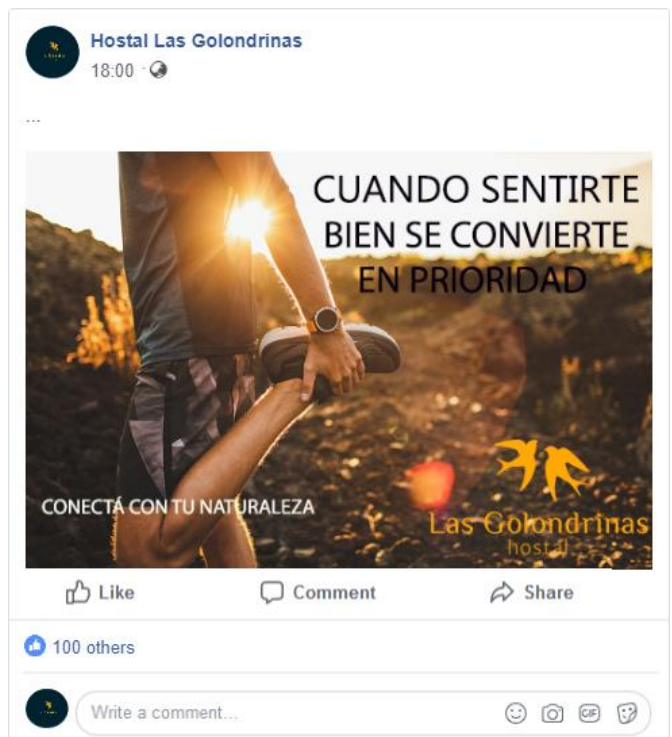 Hostal Las Golondrinas
18:00
...
CUANDO SENTIRTE
BIEN SE CONVIERTE
EN PRIORIDAD
CONECTÁ CON TU NATURALEZA
Las Golondrinas
hostal
Like Comment Share
100 others
Write a comment...
GIF